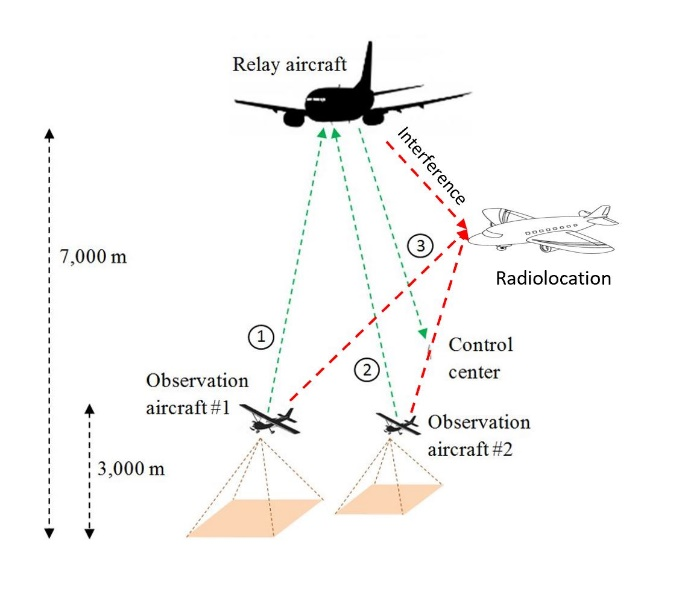 Relay aircraft
Interference
7,000 m
3
Radiolocation
1
Control
center
2
Observation
aircraft #1
Observation
aircraft #2
3,000 m